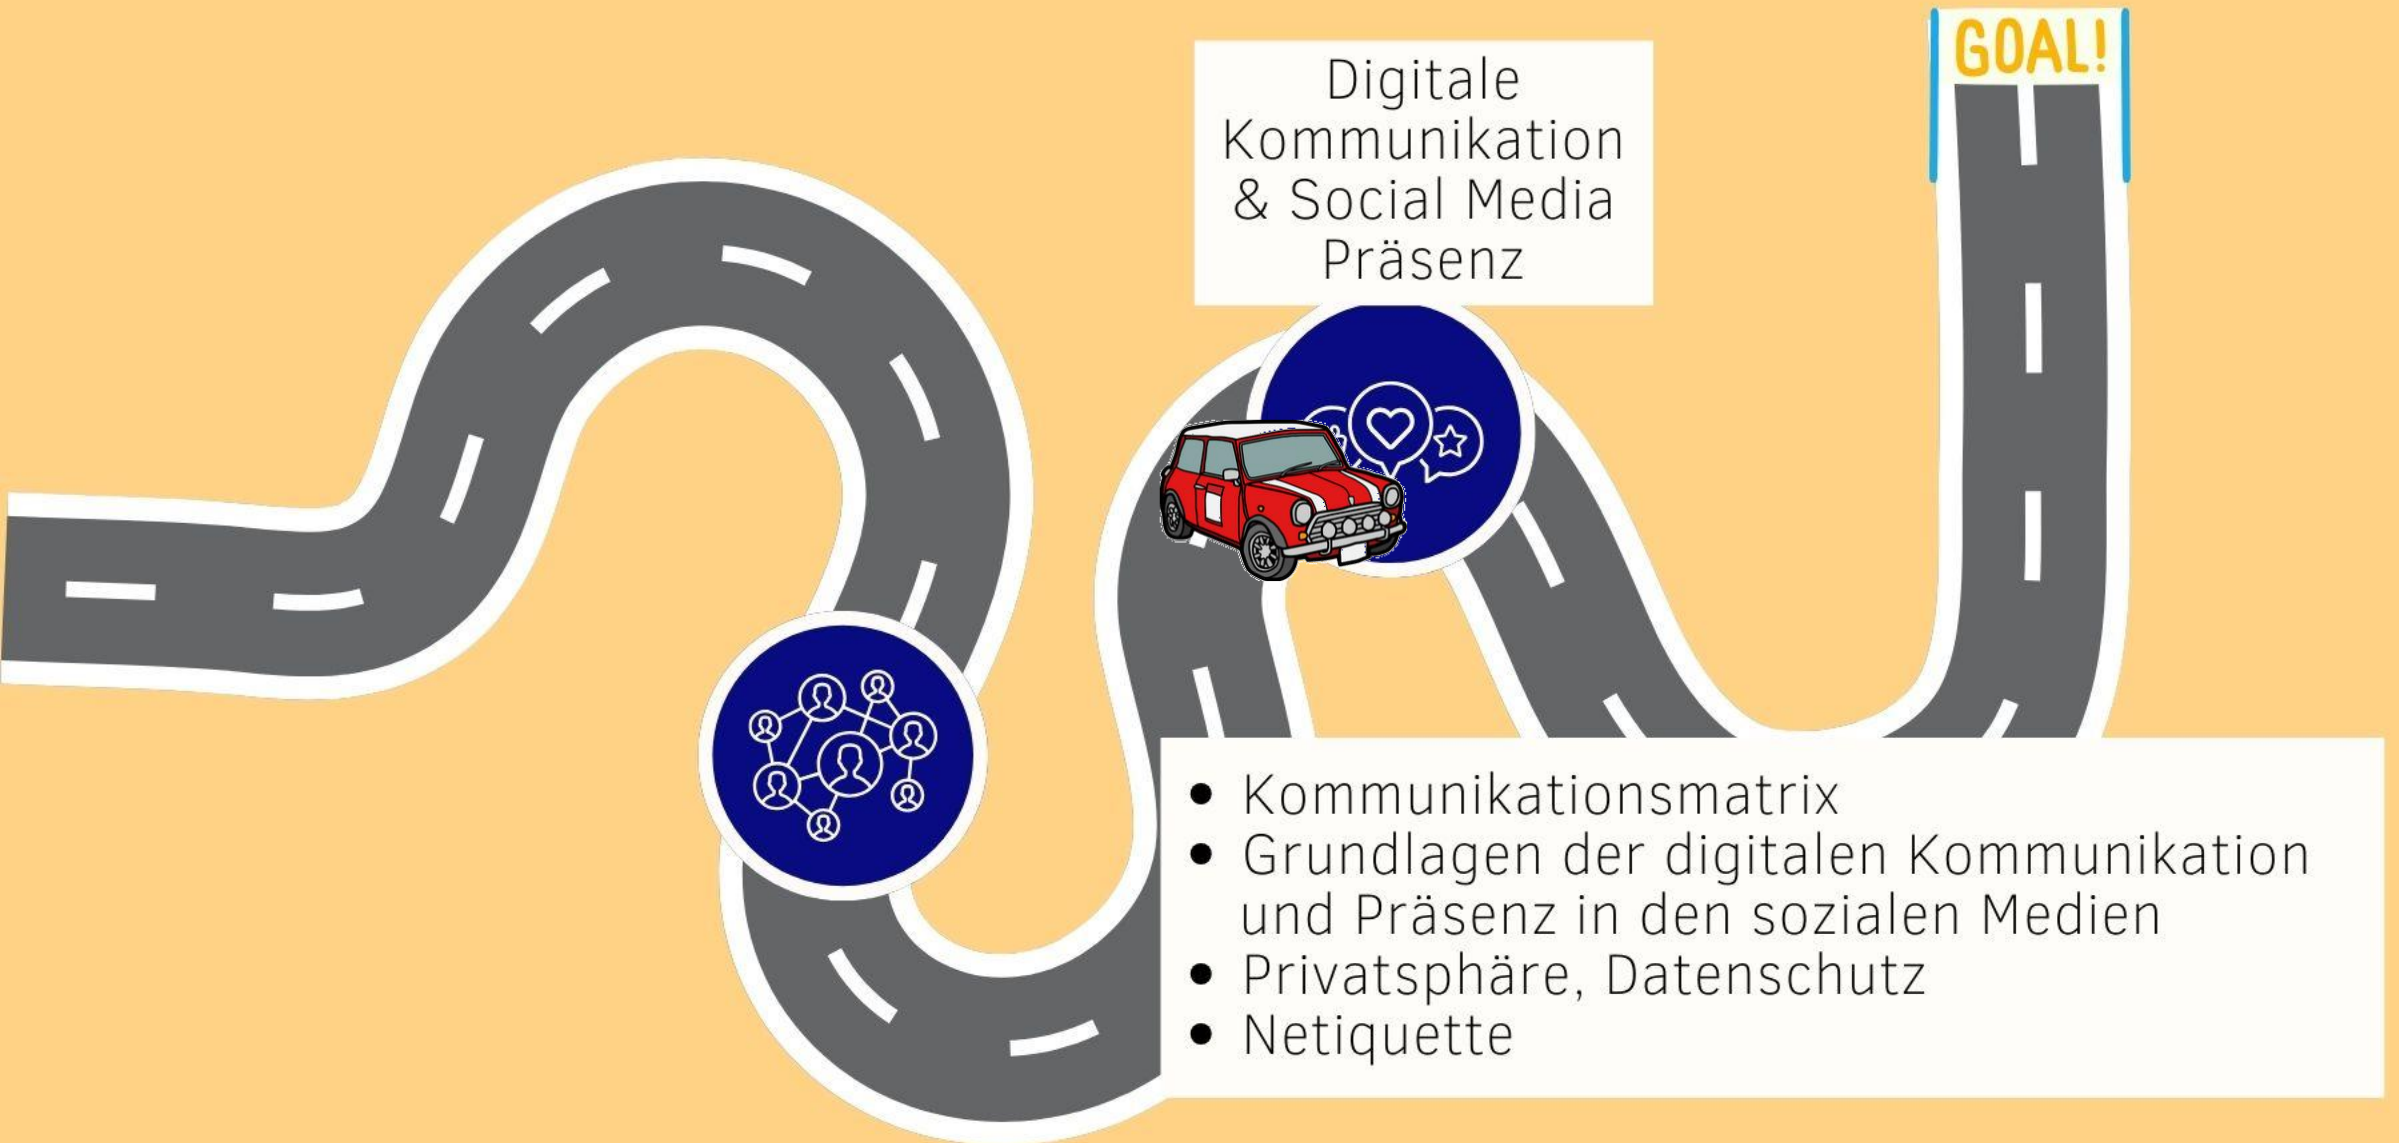 GOAL!
Digitale
Kommunikation
& Social Media
Präsenz
• Kommunikationsmatrix
• Grundlagen der digitalen Kommunikation
und Präsenz in den sozialen Medien
• Privatsphäre, Datenschutz
• Netiquette